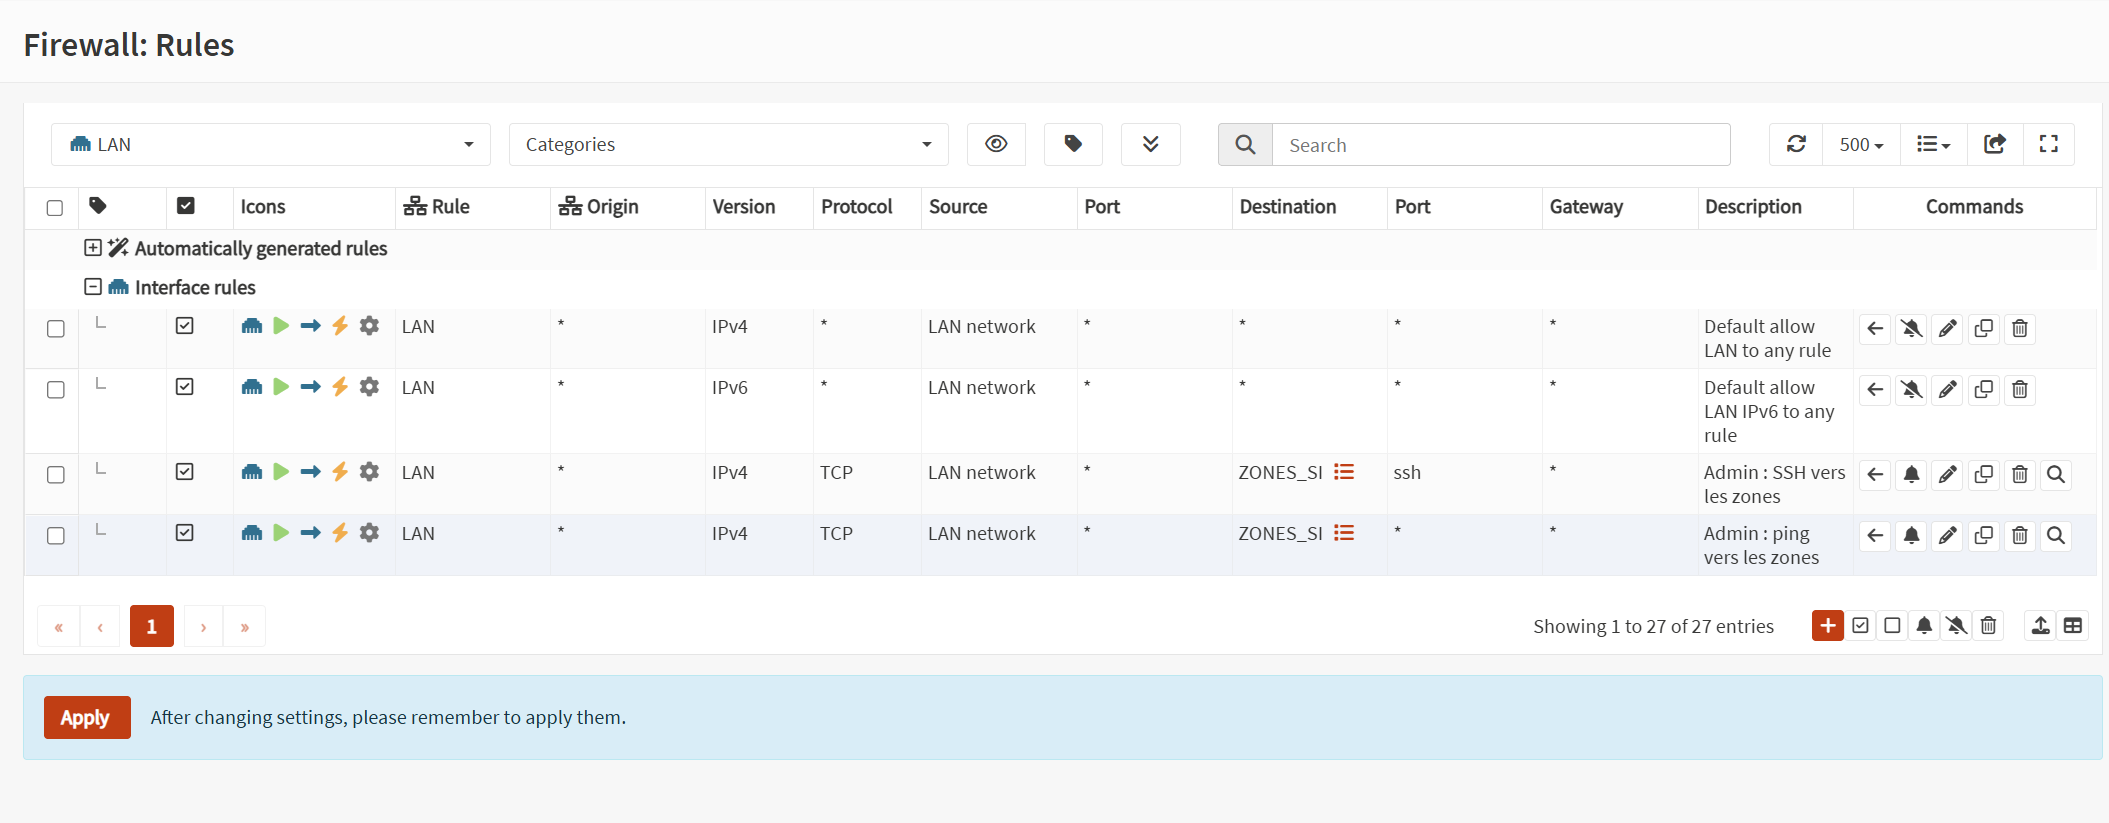 Firewall: Rules
LAN
Categories
Search
500
Icons Rule Origin Version Protocol Source Port Destination Port Gateway Description Commands
Automatically generated rules
Interface rules
LAN * IPv4 * LAN network * * * * Default allow
LAN to any rule
LAN * IPv6 * LAN network * * * * Default allow
LAN IPv6 to any
rule
LAN * IPv4 TCP LAN network * ZONES_SI ssh * Admin : SSH vers
les zones
LAN * IPv4 TCP LAN network * ZONES_SI * * Admin : ping
vers les zones
« ‹ 1 › »
Showing 1 to 27 of 27 entries
Apply
After changing settings, please remember to apply them.